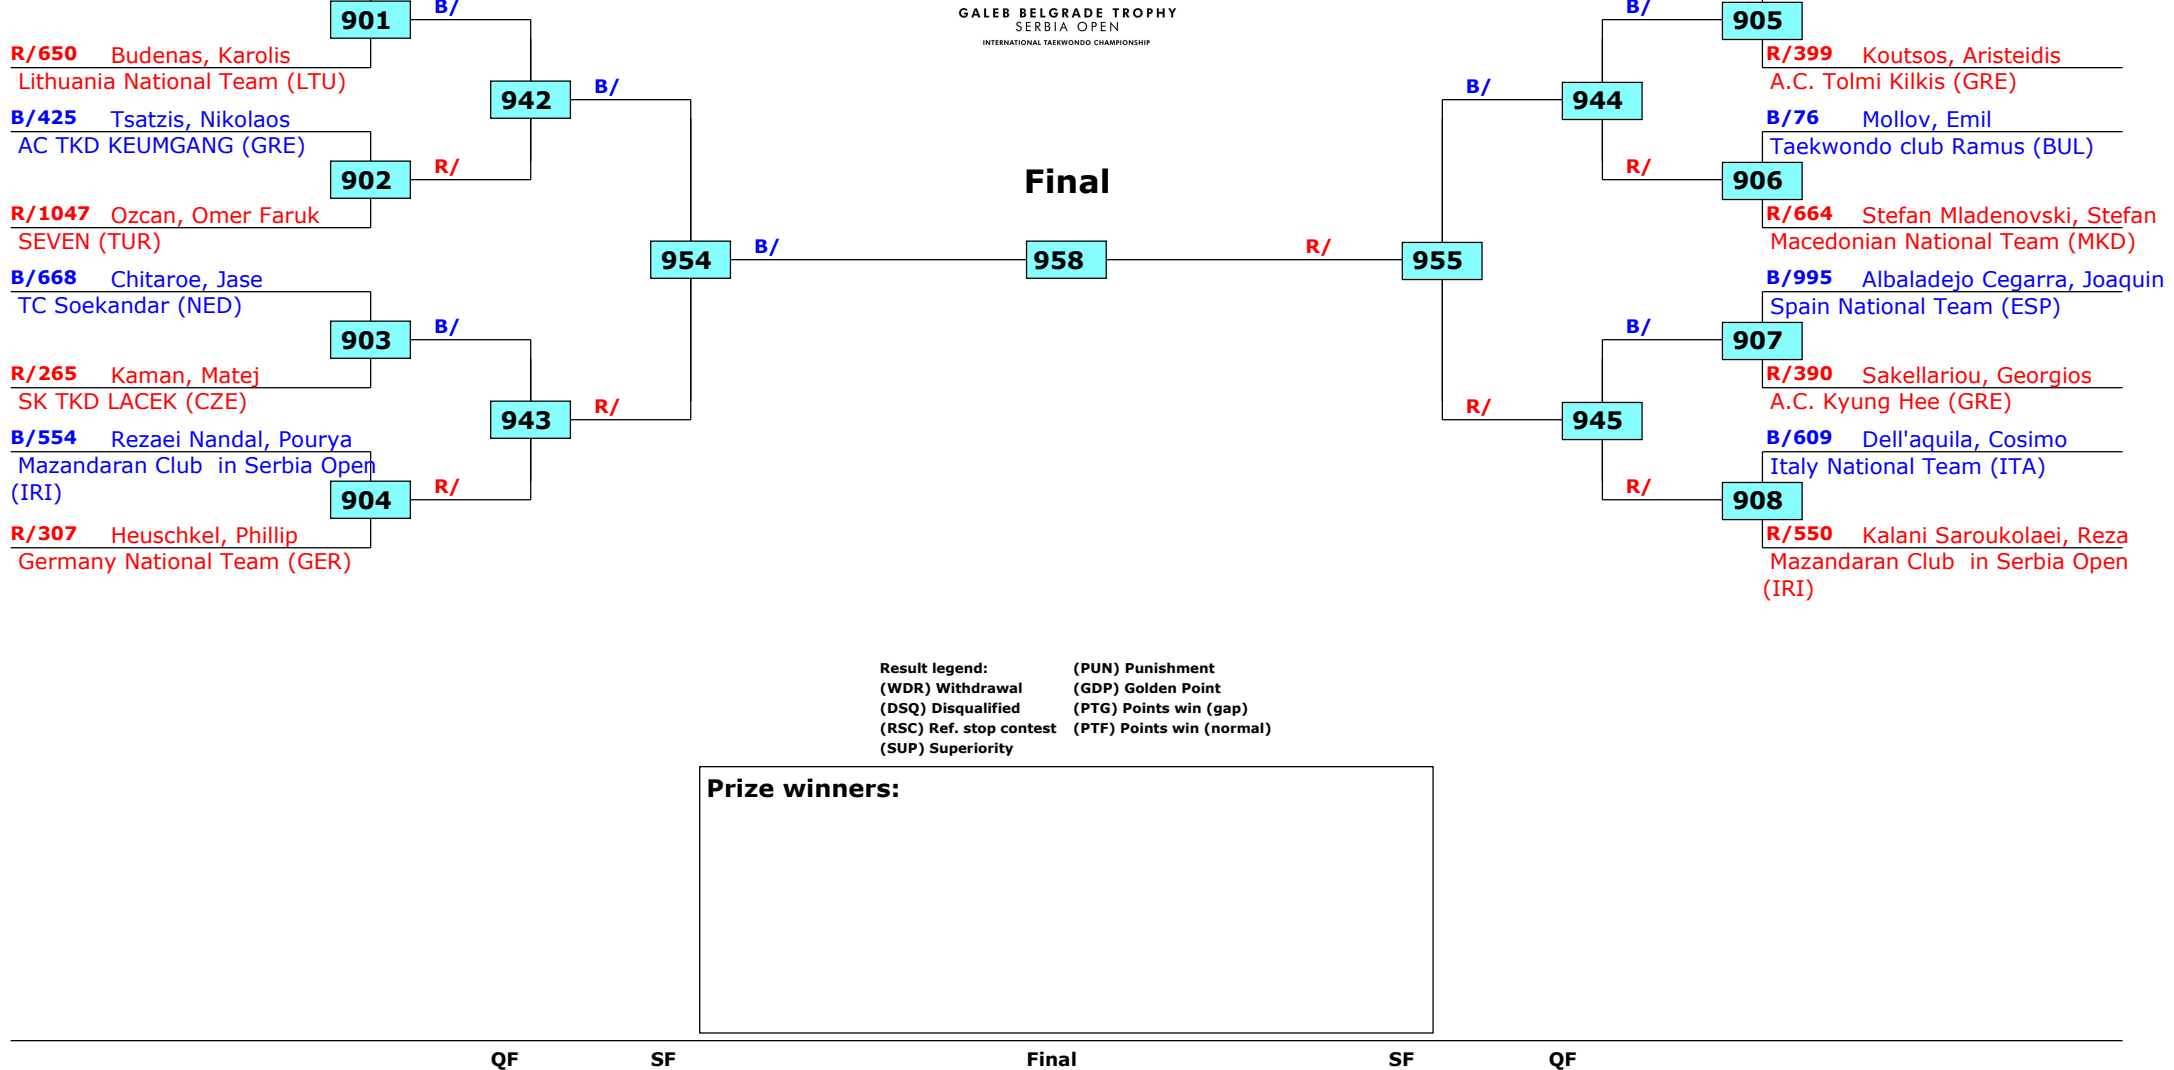 GALEB BELGRADE TROPHY
SERBIA OPEN
INTERNATIONAL TAEKWONDO CHAMPIONSHIP
901
B/
R/650 Budenas, Karolis
Lithuania National Team (LTU)
942
B/
B/425 Tsatzis, Nikolaos
AC TKD KEUMGANG (GRE)
902
R/
R/1047 Ozcan, Omer Faruk
SEVEN (TUR)
954
B/
B/668 Chitaroe, Jase
TC Soekandar (NED)
903
B/
R/265 Kaman, Matej
SK TKD LACEK (CZE)
943
R/
B/554 Rezaei Nandal, Pourya
Mazandaran Club in Serbia Open
(IRI)
904
R/
R/307 Heuschkel, Phillip
Germany National Team (GER)
Final
958
B/
905
R/399 Koutsos, Aristeidis
A.C. Tolmi Kilkis (GRE)
B/
944
B/76 Mollov, Emil
Taekwondo club Ramus (BUL)
R/
906
R/664 Stefan Mladenovski, Stefan
Macedonian National Team (MKD)
R/
955
B/995 Albaladejo Cegarra, Joaquin
Spain National Team (ESP)
B/
907
R/390 Sakellariou, Georgios
A.C. Kyung Hee (GRE)
R/
945
B/609 Dell'aquila, Cosimo
Italy National Team (ITA)
R/
908
R/550 Kalani Saroukolaei, Reza
Mazandaran Club in Serbia Open
(IRI)
Result legend: (PUN) Punishment
(WDR) Withdrawal (GDP) Golden Point
(DSQ) Disqualified (PTG) Points win (gap)
(RSC) Ref. stop contest (PTF) Points win (normal)
(SUP) Superiority
Prize winners:
QF SF Final SF QF